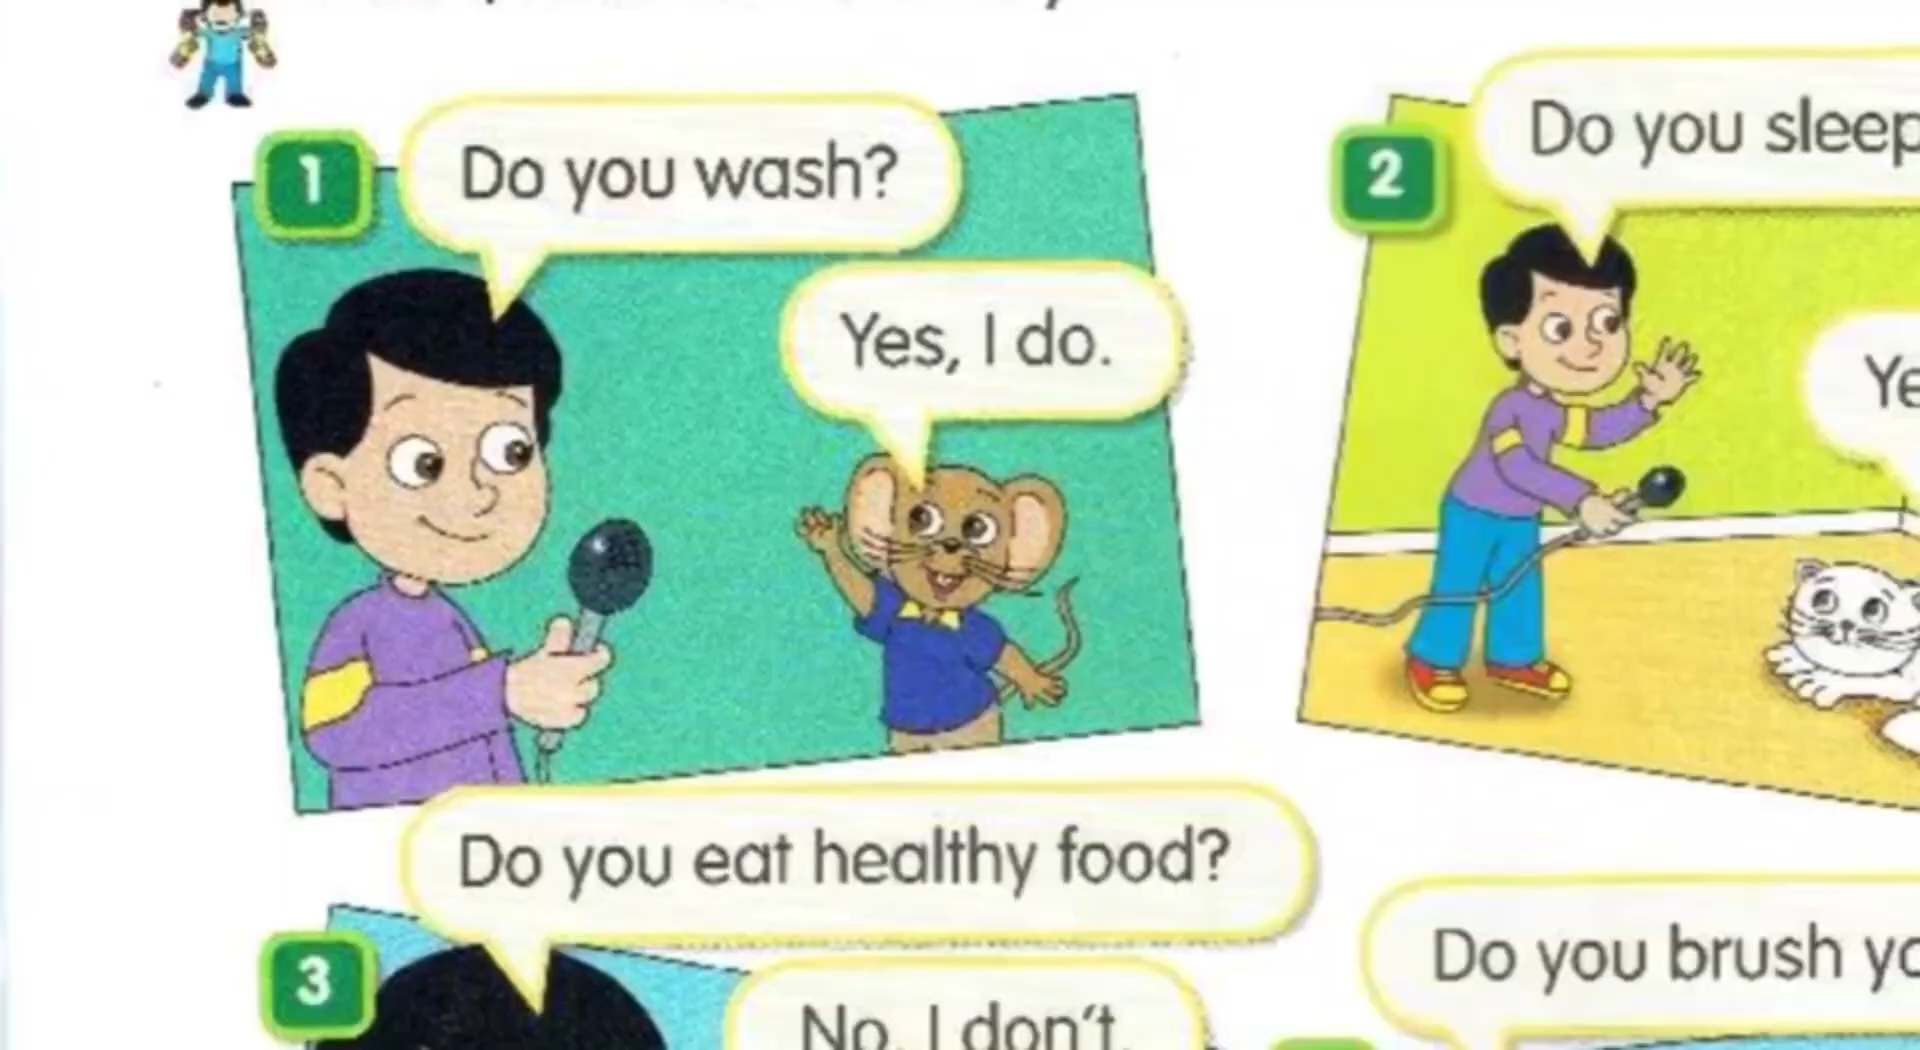 1
Do you wash?
Yes, I do.
2
Do you sleep
Do you eat healthy food?
3
No, I don't.
Do you brush